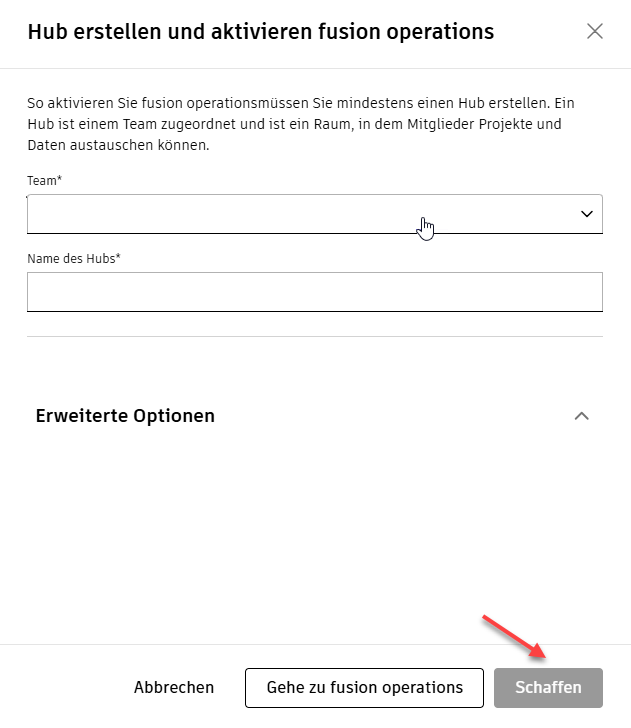 Hub erstellen und aktivieren fusion operations
So aktivieren Sie fusion operationsmüssen Sie mindestens einen Hub erstellen. Ein
Hub ist einem Team zugeordnet und ist ein Raum, in dem Mitglieder Projekte und
Daten austauschen können.
Team*
Name des Hubs*
Erweiterte Optionen
Abbrechen
Gehe zu fusion operations
Schaffen